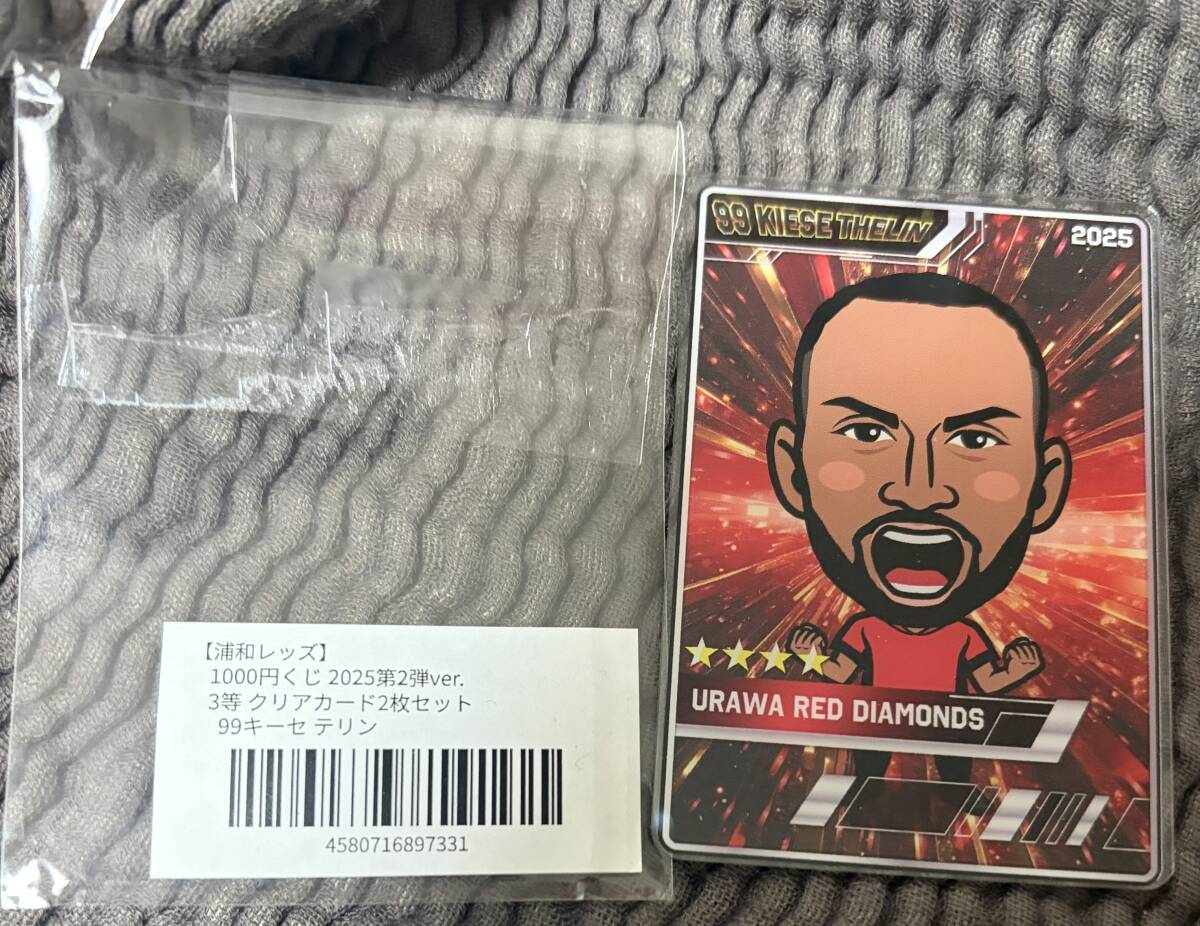 【浦和レッズ】
1000円くじ 2025第2弾ver.
3等 クリアカード2枚セット
99キーセ テリン
4580716897331
99 KIESE THELIN
2025
URAWA RED DIAMONDS